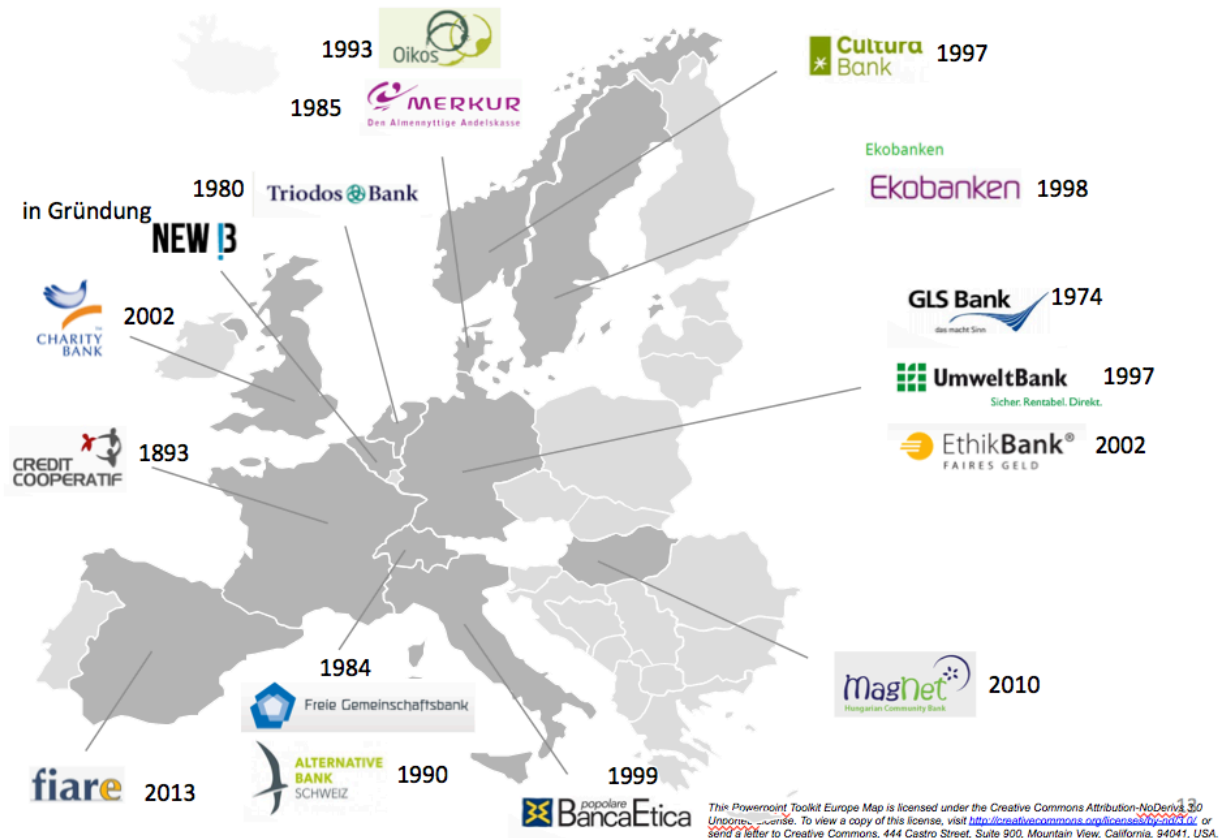 1993 Oikos
1985 MERKUR
Den Almennyttige Andelskasse
Cultura
Bank 1997
Ekobanken
Ekobanken 1998
1980 Triodos Bank
in Gründung
NEW B
CHARITY
BANK 2002
GLS Bank 1974
das macht Sinn
UmweltBank 1997
Sicher. Rentabel. Direkt.
EthikBank® 2002
FAIRES GELD
CREDIT
COOPERATIF 1893
1984
Freie Gemeinschaftsbank
MagNet 2010
Hungarian Community Bank
ALTERNATIVE
BANK
SCHWEIZ 1990
fiare 2013
1999
popolare
BancaEtica
13
This Powerpoint Toolkit Europe Map is licensed under the Creative Commons Attribution-NoDerivs 3.0
Unported License. To view a copy of this license, visit http://creativecommons.org/licenses/by-nd/3.0/ or
send a letter to Creative Commons, 444 Castro Street, Suite 900, Mountain View, California, 94041, USA.